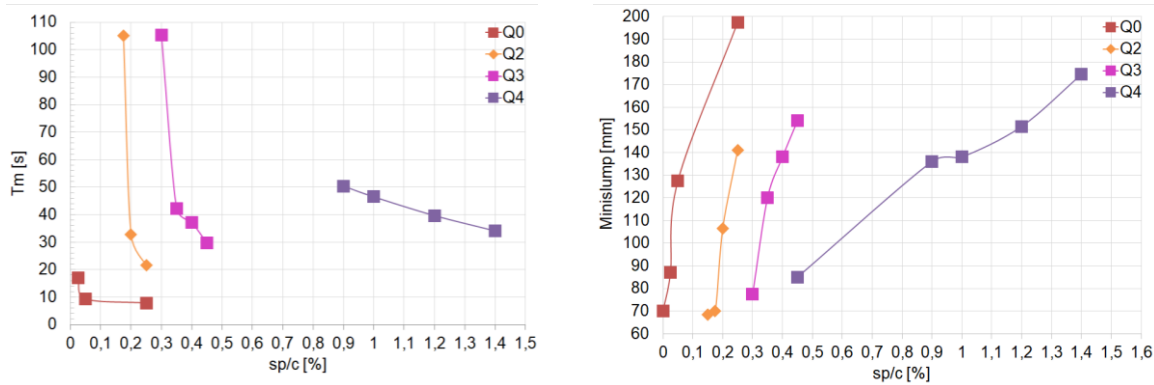 110
100
90
80
70
60
50
40
30
20
10
0
Tm [s]
0 0,1 0,2 0,3 0,4 0,5 0,6 0,7 0,8 0,9 1 1,1 1,2 1,3 1,4 1,5
sp/c [%]
Q0
Q2
Q3
Q4
200
190
180
170
160
150
140
130
120
110
100
90
80
70
60
Minislump [mm]
0 0,1 0,2 0,3 0,4 0,5 0,6 0,7 0,8 0,9 1 1,1 1,2 1,3 1,4 1,5 1,6
sp/c [%]
Q0
Q2
Q3
Q4